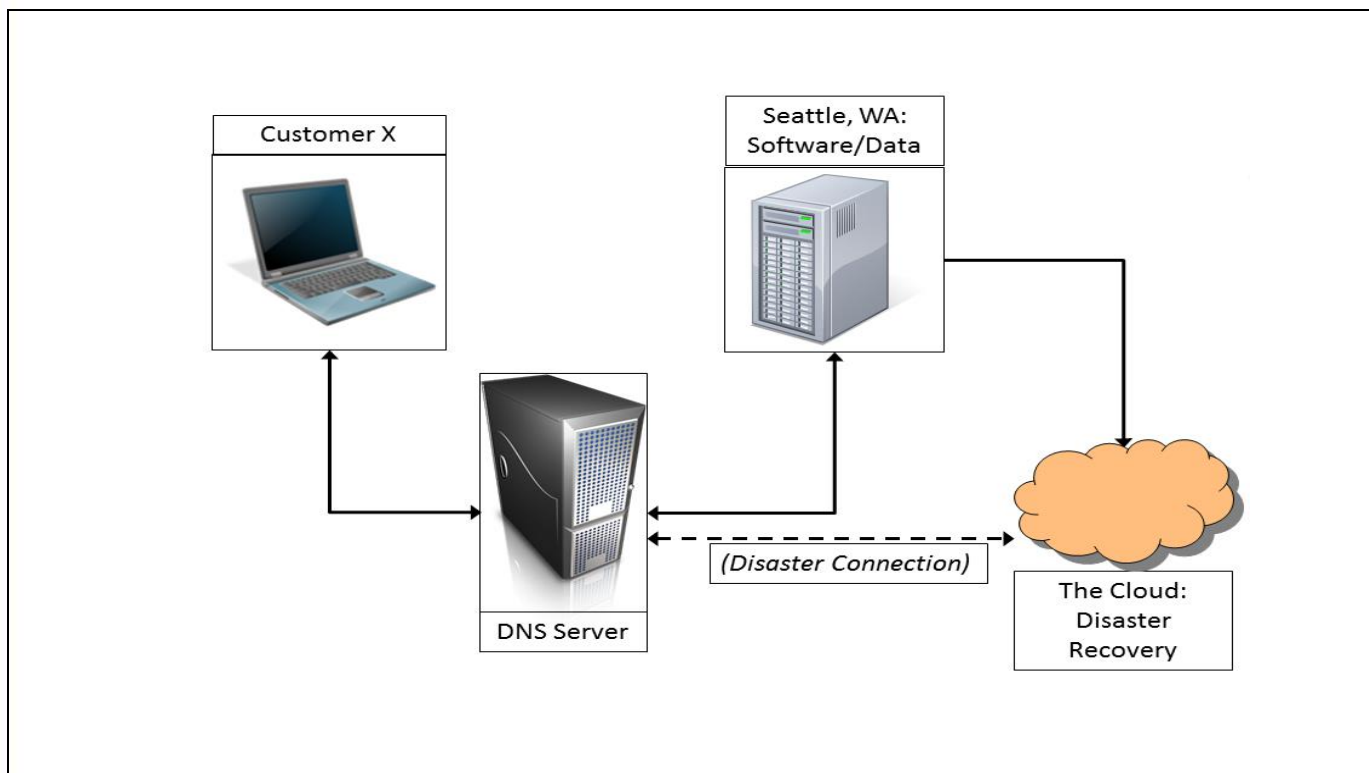 Customer X
Seattle, WA:
Software/Data
DNS Server
(Disaster Connection)
The Cloud:
Disaster
Recovery